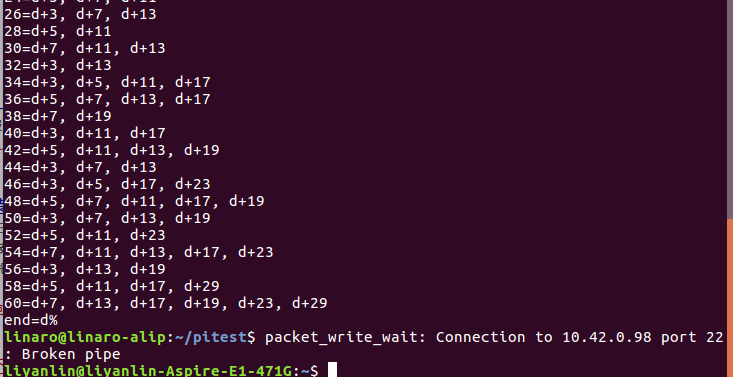 24=d+5, d+7, d+11
26=d+3, d+7, d+13
28=d+5, d+11
30=d+7, d+11, d+13
32=d+3, d+13
34=d+3, d+5, d+11, d+17
36=d+5, d+7, d+13, d+17
38=d+7, d+19
40=d+3, d+11, d+17
42=d+5, d+11, d+13, d+19
44=d+3, d+7, d+13
46=d+3, d+5, d+17, d+23
48=d+5, d+7, d+11, d+17, d+19
50=d+3, d+7, d+13, d+19
52=d+5, d+11, d+23
54=d+7, d+11, d+13, d+17, d+23
56=d+3, d+13, d+19
58=d+5, d+11, d+17, d+29
60=d+7, d+13, d+17, d+19, d+23, d+29
end=d%
linaro@linaro-alip:~/pitest$ packet_write_wait: Connection to 10.42.0.98 port 22
: Broken pipe
liyanlin@liyanlin-Aspire-E1-471G:~$